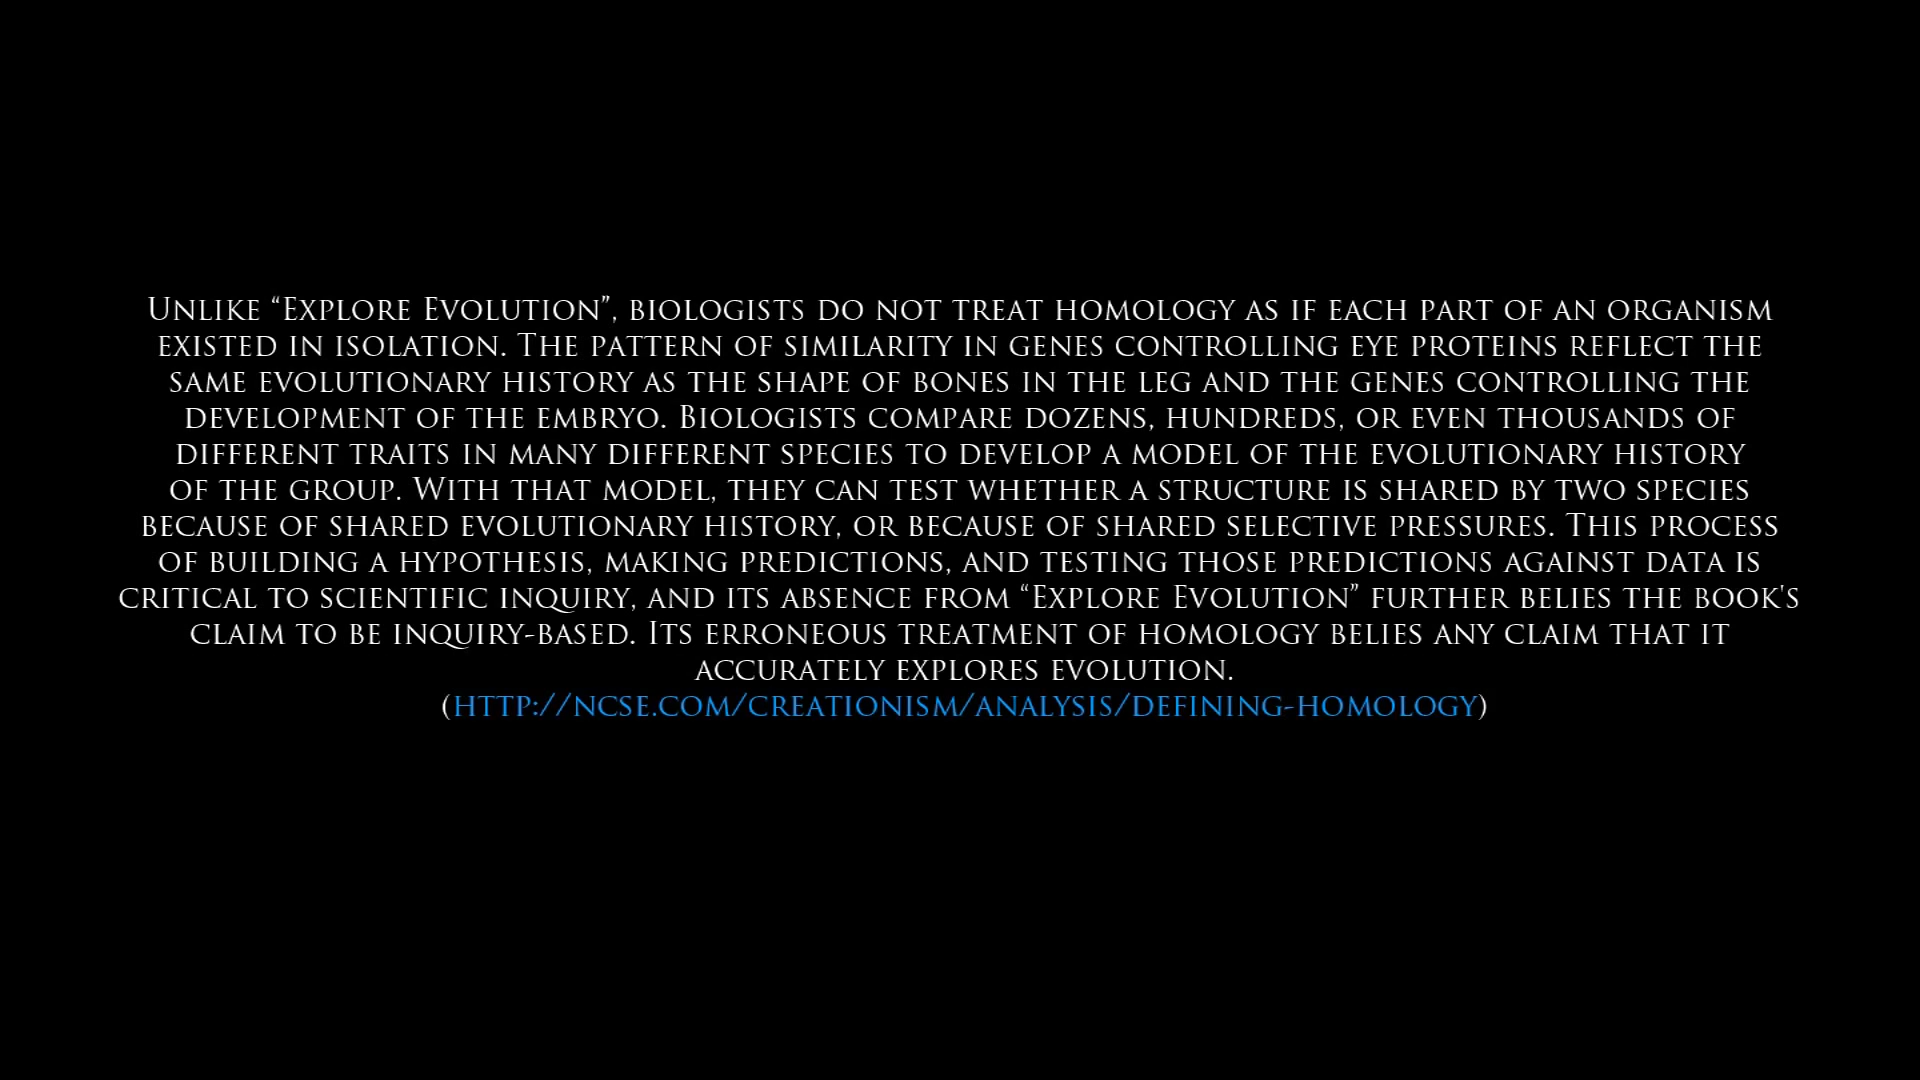 Unlike “Explore Evolution”, biologists do not treat homology as if each part of an organism
existed in isolation. The pattern of similarity in genes controlling eye proteins reflect the
same evolutionary history as the shape of bones in the leg and the genes controlling the
development of the embryo. Biologists compare dozens, hundreds, or even thousands of
different traits in many different species to develop a model of the evolutionary history
of the group. With that model, they can test whether a structure is shared by two species
because of shared evolutionary history, or because of shared selective pressures. This process
of building a hypothesis, making predictions, and testing those predictions against data is
critical to scientific inquiry, and its absence from “Explore Evolution” further belies the book's
claim to be inquiry-based. Its erroneous treatment of homology belies any claim that it
accurately explores evolution.
(http://ncse.com/creationism/analysis/defining-homology)